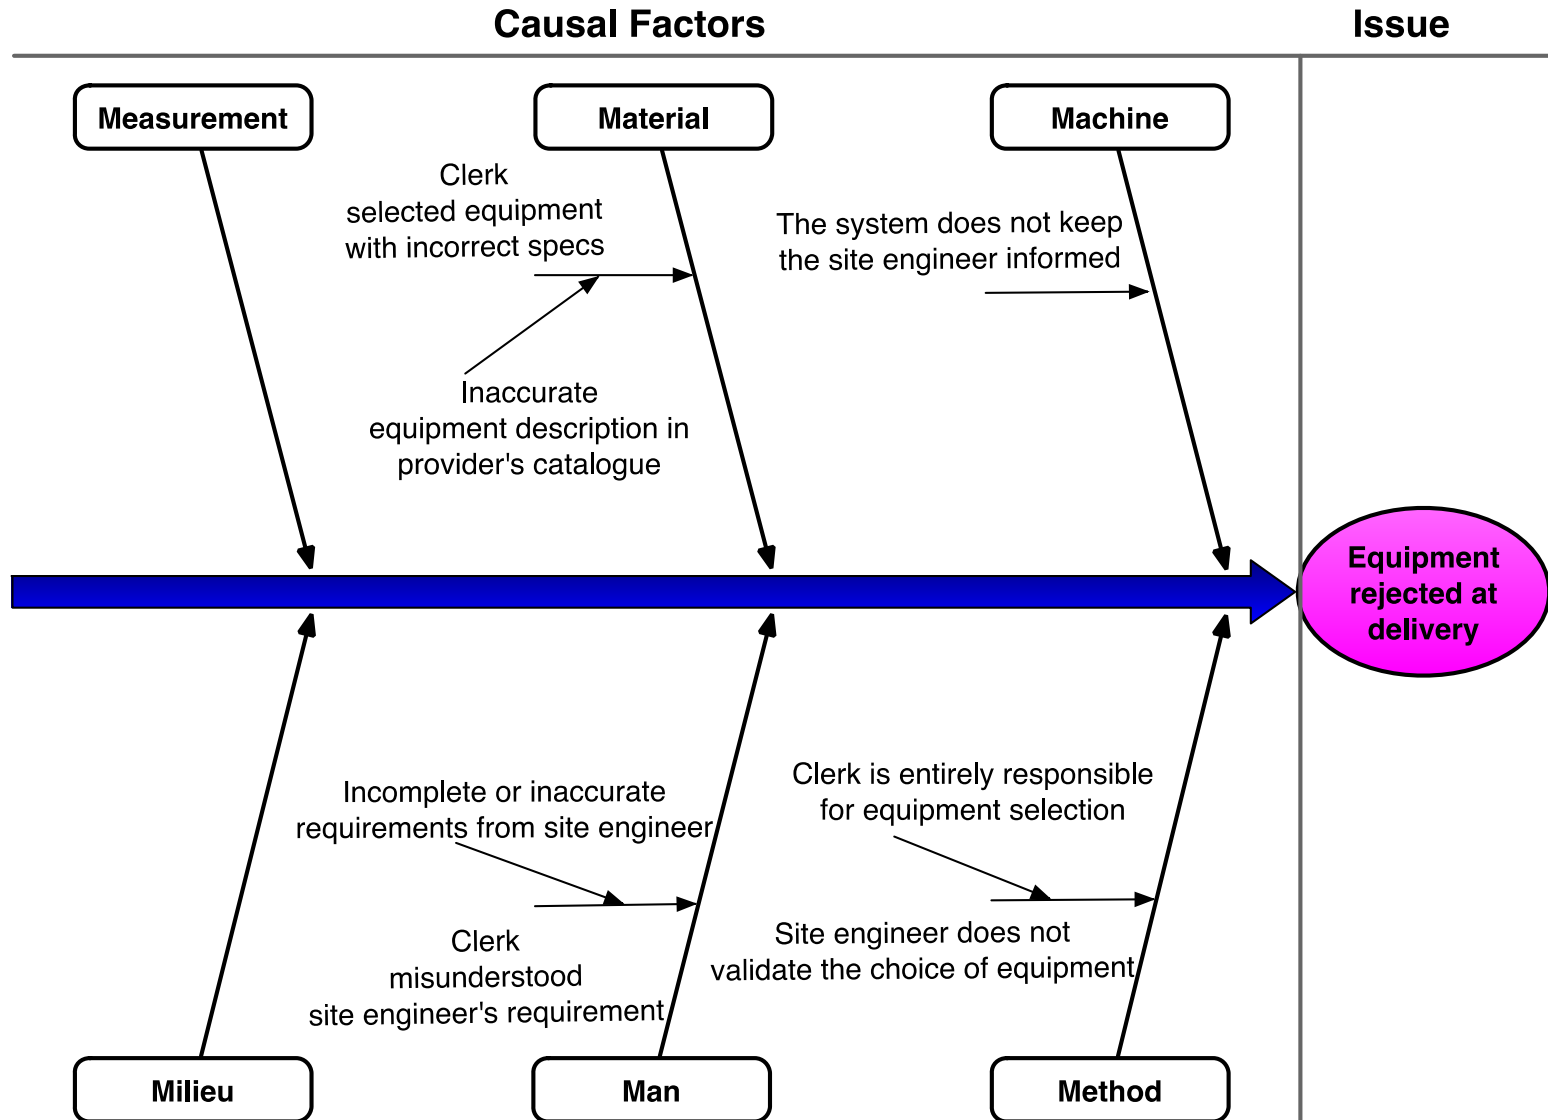 Causal Factors
Issue
Measurement
Material
Machine
Clerk
selected equipment
with incorrect specs
The system does not keep
the site engineer informed
Inaccurate
equipment description in
provider's catalogue
Equipment
rejected at
delivery
Incomplete or inaccurate
requirements from site engineer
Clerk is entirely responsible
for equipment selection
Clerk
misunderstood
site engineer's requirement
Site engineer does not
validate the choice of equipment
Milieu
Man
Method